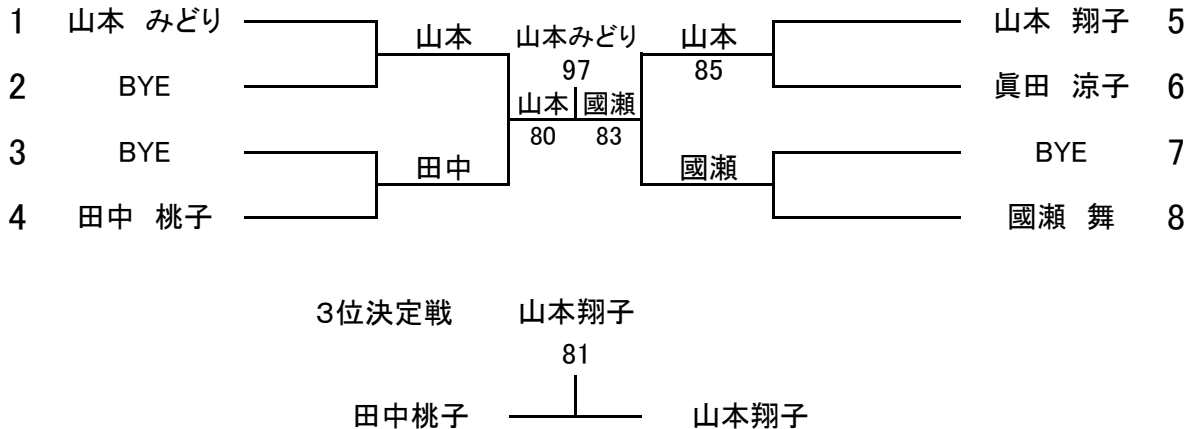 1 山本 みどり 山本 山本みどり 山本 山本 翔子 5
97 85
2 BYE 眞田 涼子 6
山本 國瀬
80 83
3 BYE BYE 7
田中 國瀬
4 田中 桃子 國瀬 舞 8
３位決定戦 山本翔子
81
田中桃子 山本翔子